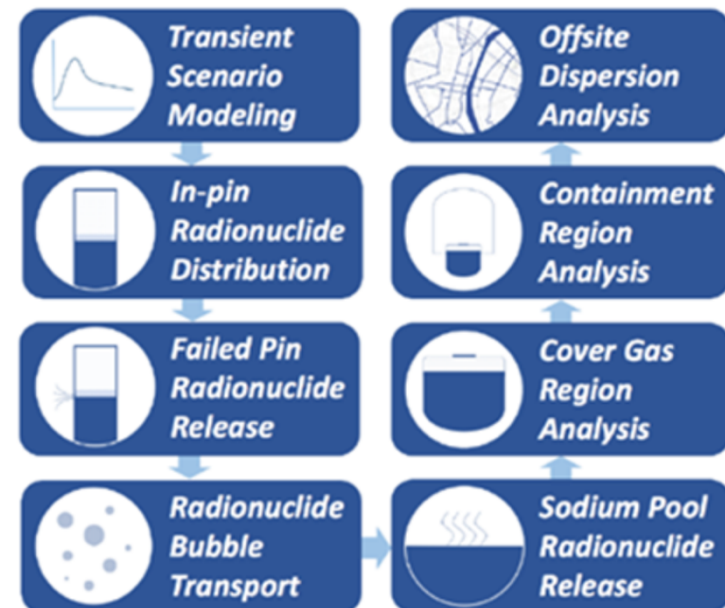 Transient
Scenario
Modeling
In-pin
Radionuclide
Distribution
Failed Pin
Radionuclide
Release
Radionuclide
Bubble
Transport
Sodium Pool
Radionuclide
Release
Cover Gas
Region
Analysis
Containment
Region
Analysis
Offsite
Dispersion
Analysis